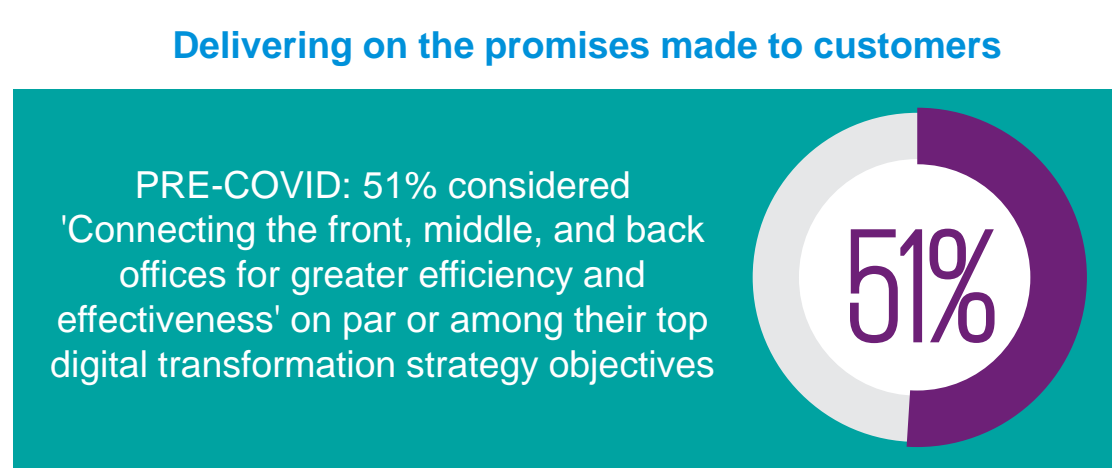 Delivering on the promises made to customers
PRE-COVID: 51% considered
'Connecting the front, middle, and back
offices for greater efficiency and
effectiveness' on par or among their top
digital transformation strategy objectives
51%